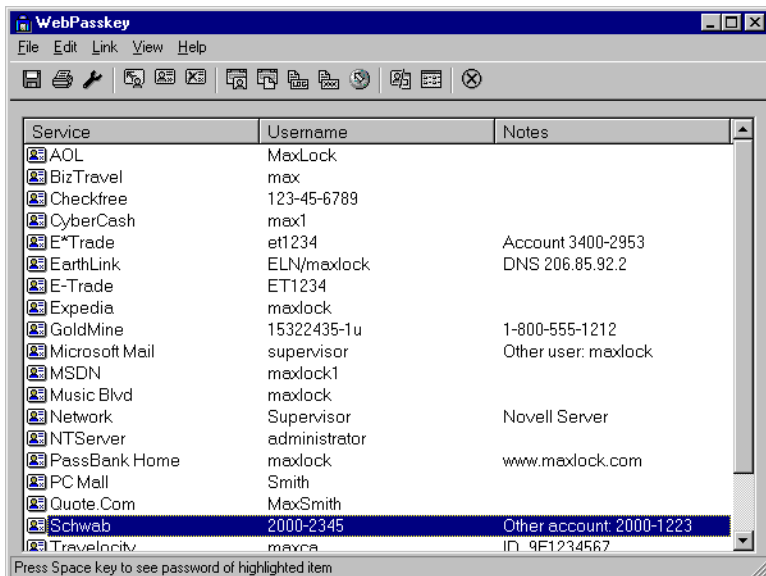 WebPasskey
File Edit Link View Help
Service Username Notes
AOL MaxLock
BizTravel max
Checkfree 123-45-6789
CyberCash max1
E*Trade et1234 Account 3400-2953
EarthLink ELN/maxlock DNS 206.85.92.2
E-Trade ET1234
Expedia maxlock
GoldMine 15322435-1u 1-800-555-1212
Microsoft Mail supervisor Other user: maxlock
MSDN maxlock1
Music Blvd maxlock
Network Supervisor Novell Server
NTServer administrator
PassBank Home maxlock www.maxlock.com
PC Mall Smith
Quote.Com MaxSmith
Schwab 2000-2345 Other account: 2000-1223
Travelocity maxca ID 9E1234567
Press Space key to see password of highlighted item